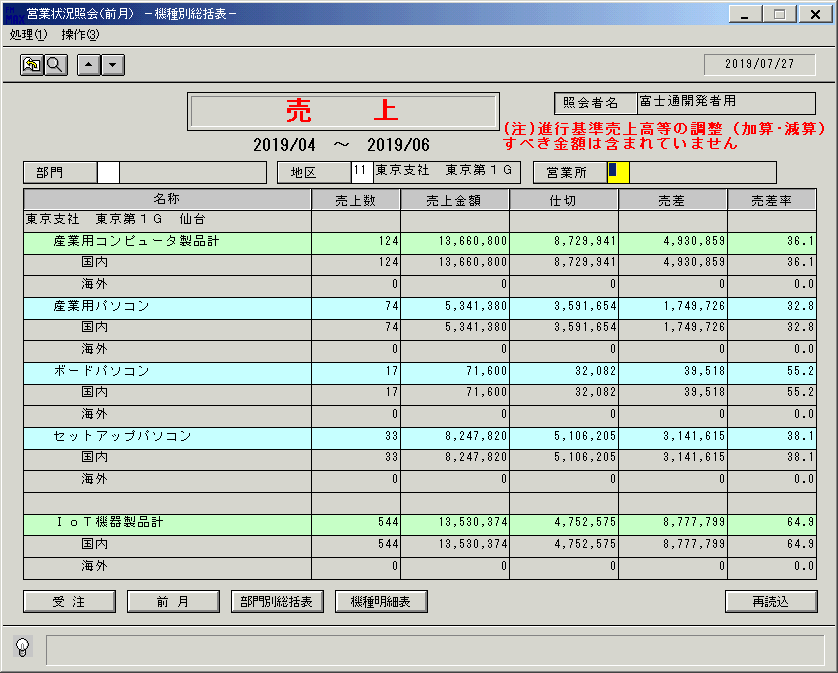 営業状況照会(前月) －機種別総括表－
処理(1) 操作(3)
2019/07/27
売 上
照会者名 富士通開発者用
2019/04 ～ 2019/06
(注)進行基準売上高等の調整（加算･減算）
すべき金額は含まれていません
部門 地区 11 東京支社 東京第１Ｇ 営業所
名称 売上数 売上金額 仕切 売差 売差率
東京支社 東京第１Ｇ 仙台
産業用コンピュータ製品計 124 13,660,800 8,729,941 4,930,859 36.1
国内 124 13,660,800 8,729,941 4,930,859 36.1
海外 0 0 0 0 0.0
産業用パソコン 74 5,341,380 3,591,654 1,749,726 32.8
国内 74 5,341,380 3,591,654 1,749,726 32.8
海外 0 0 0 0 0.0
ボードパソコン 17 71,600 32,082 39,518 55.2
国内 17 71,600 32,082 39,518 55.2
海外 0 0 0 0 0.0
セットアップパソコン 33 8,247,820 5,106,205 3,141,615 38.1
国内 33 8,247,820 5,106,205 3,141,615 38.1
海外 0 0 0 0 0.0
ＩｏＴ機器製品計 544 13,530,374 4,752,575 8,777,799 64.9
国内 544 13,530,374 4,752,575 8,777,799 64.9
海外 0 0 0 0 0.0
受 注 前 月 部門別総括表 機種明細表 再読込